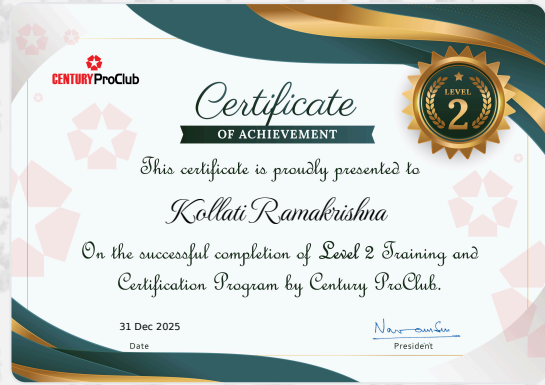 CENTURY ProClub
Certificate
OF ACHIEVEMENT
LEVEL
2
This certificate is proudly presented to
Kollati Ramakrishna
On the successful completion of Level 2 Training and
Certification Program by Century ProClub.
31 Dec 2025
Date
President